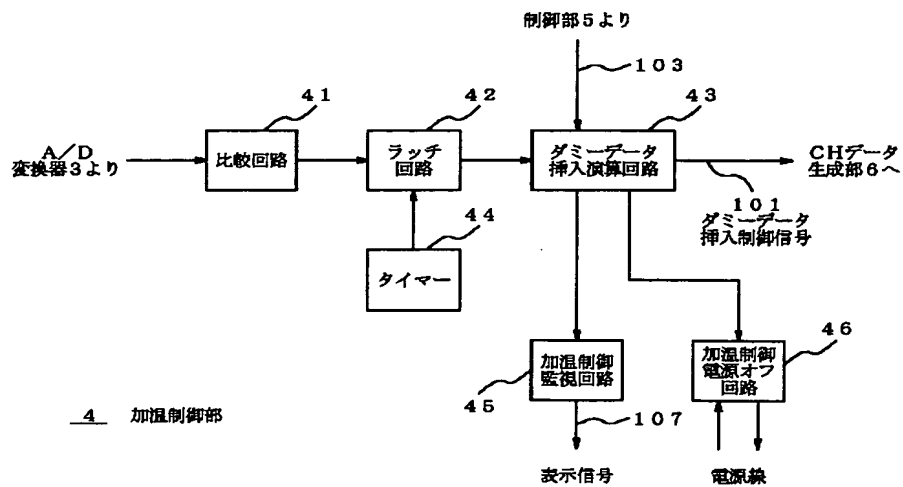 制御部５より
１０３
４１
４２
４３
Ａ／Ｄ
変換器３より
比較回路
ラッチ
回路
ダミーデータ
挿入演算回路
ＣＨデータ
生成部６へ
１０１
ダミーデータ
挿入制御信号
４４
タイマー
４６
加温制御
監視回路
加温制御
電源オフ
回路
４５
４ 加温制御部
１０７
表示信号
電源線